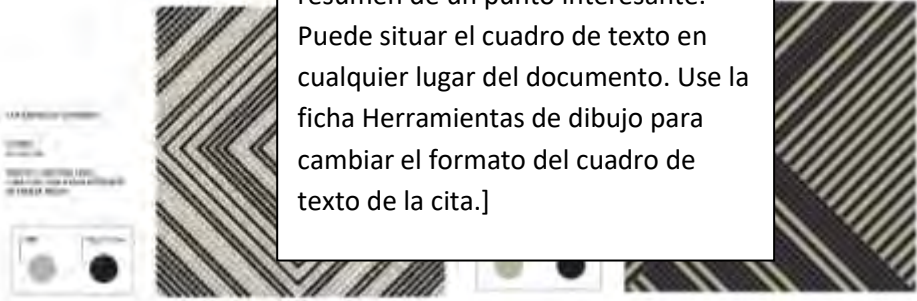 resumen de un punto interesante.
Puede situar el cuadro de texto en
cualquier lugar del documento. Use la
ficha Herramientas de dibujo para
cambiar el formato del cuadro de
texto de la cita.]